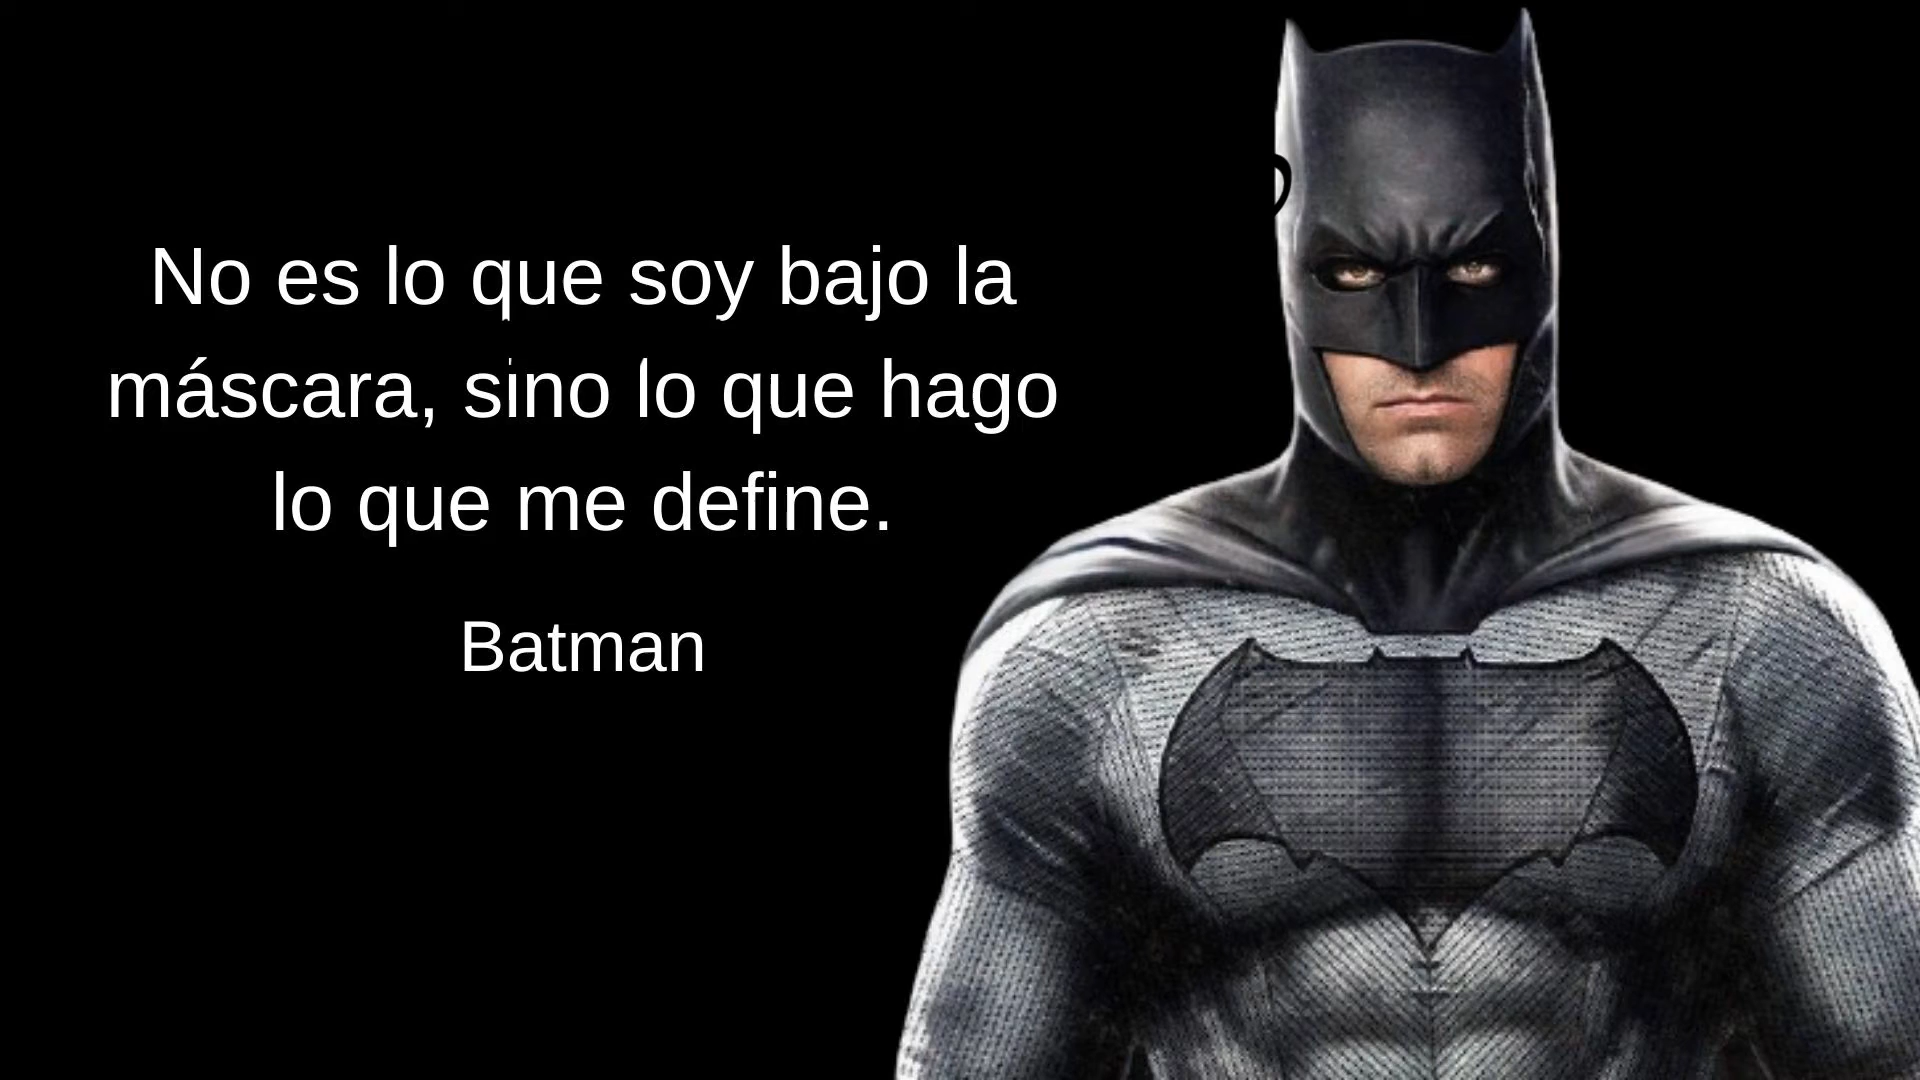 No es lo que soy bajo la
máscara, sino lo que hago
lo que me define.
Batman